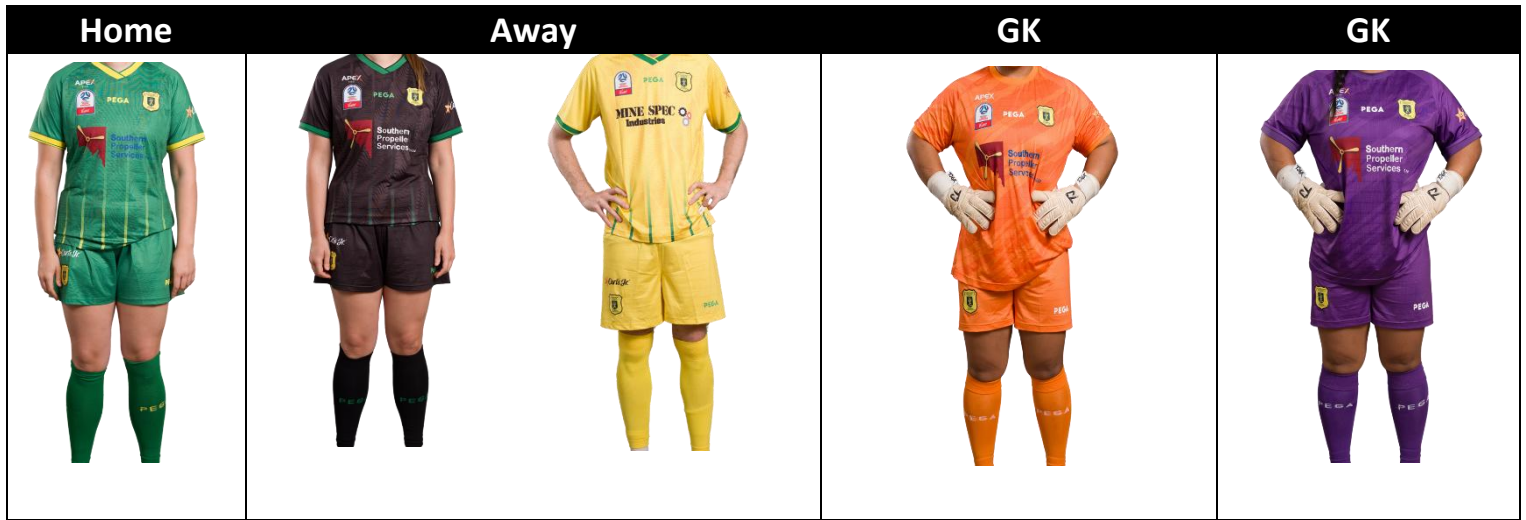 Home
Away
GK
GK
APEX
PEGA
Southern
Propeller
Services
PEGA
APEX
PEGA
Southern
Propeller
Services
PEGA
PEGA
MINE SPEC
Industries
PEGA
APEX
PEGA
Southern
Propeller
Services
PEGA
PEGA
PEGA
PEGA
Southern
Propeller
Services
PEGA
PEGA
PEGA